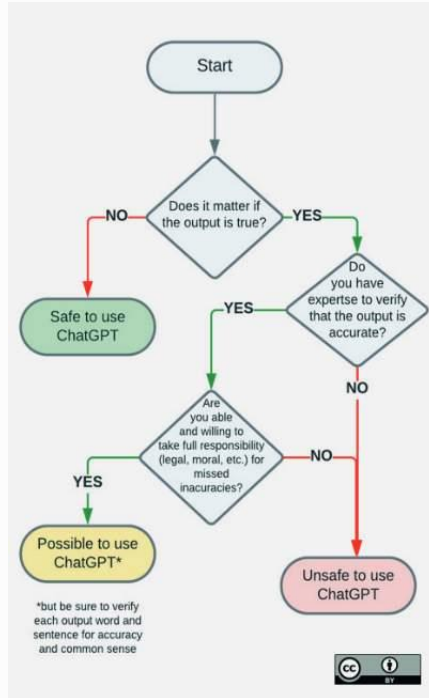 Start
Does it matter if
the output is true?
NO
YES
Safe to use
ChatGPT
Do
you have
expertse to verify
that the output is
accurate?
YES
NO
Are
you able
and willing to
take full responsibility
(legal, moral, etc.) for
missed
inacuracies?
NO
YES
Possible to use
ChatGPT*
Unsafe to use
ChatGPT
*but be sure to verify
each output word and
sentence for accuracy
and common sense
cc
BY